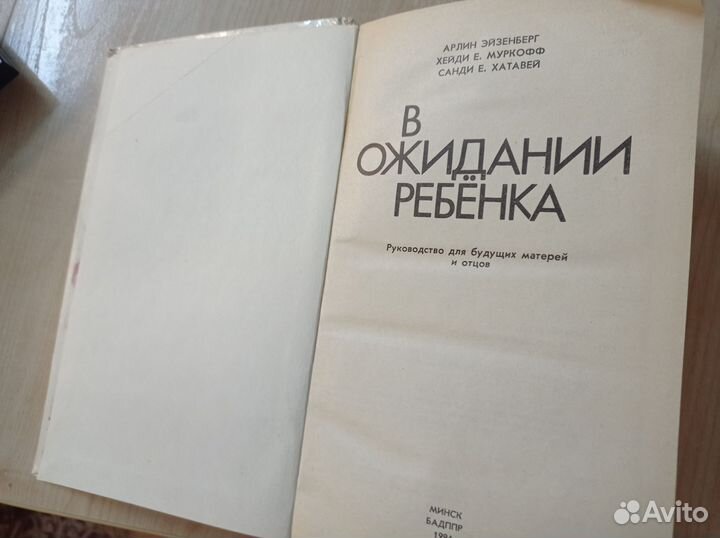 АРЛИН ЭЙЗЕНБЕРГ
ХЕЙДИ Е. МУРКОФФ
САНДИ Е. ХАТАВЕЙ
В
ОЖИДАНИИ
РЕБЁНКА
Руководство для будущих матерей
и отцов
МИНСК
БАДППР
Avito